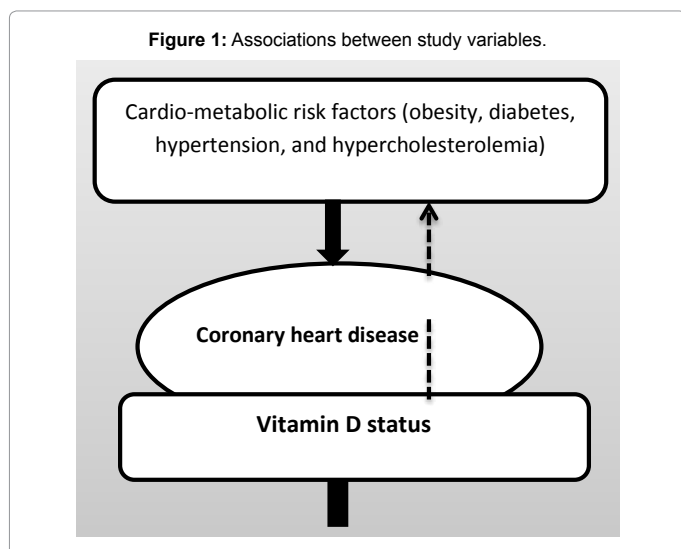 Figure 1: Associations between study variables.
Cardio-metabolic risk factors (obesity, diabetes,
hypertension, and hypercholesterolemia)
Coronary heart disease
Vitamin D status